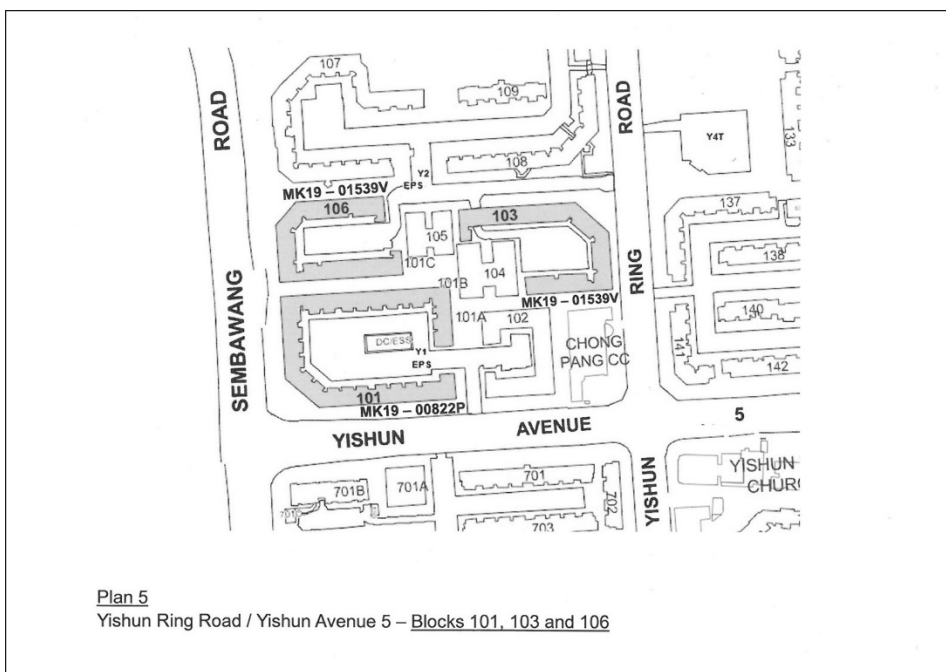 107
109
ROAD
ROAD
Y4T
133
108
Y2
EPS
MK19 – 01539V
106
103
137
105
101C
104
138
101B
MK19 – 01539V
RING
SEMBAWANG
101A
102
140
DC/ESS
Y1
EPS
CHONG
PANG CC
141
142
101
MK19 – 00822P
5
AVENUE
YISHUN
YISHUN
CHURC
701
701B
701A
702
YISHUN
703
Plan 5
Yishun Ring Road / Yishun Avenue 5 – Blocks 101, 103 and 106